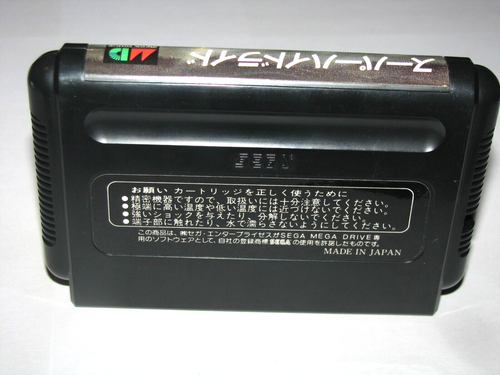 スーパーハイドライド
SEGA
お願い カートリッジを正しく使うために
●精密機器ですので、取扱いには十分注意してください。
●極端に高い温度や低い温度には近づけないでください。
●強いショックを与えたり、分解しないでください。
●端子部に触れたり、水で濡らさないようにしてください。
この商品は、㈱セガ・エンタープライゼスがSEGA MEGA DRIVE専
用のソフトウェアとして、自社の登録商標SEGAの使用を許諾したものです。
MADE IN JAPAN